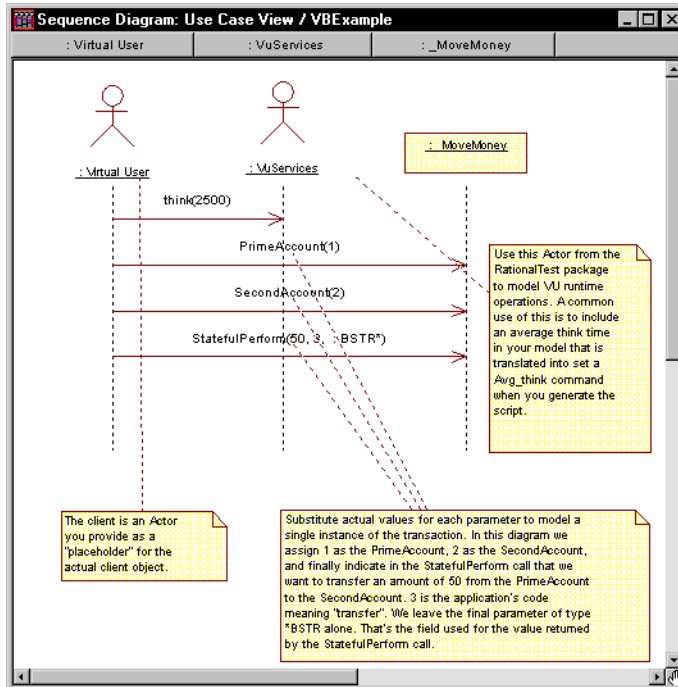 Sequence Diagram: Use Case View / VBExample
: Virtual User
: VuServices
: _MoveMoney
: Virtual User
: VuServices
: _MoveMoney
think(2500)
PrimeAccount(1)
SecondAccount(2)
StatefulPerform(50, 3, : BSTR*)
Use this Actor from the
RationalTest package
to model VU runtime
operations. A common
use of this is to include
an average think time
in your model that is
translated into set a
Avg_think command
when you generate the
script.
The client is an Actor
you provide as a
"placeholder" for the
actual client object.
Substitute actual values for each parameter to model a
single instance of the transaction. In this diagram we
assign 1 as the PrimeAccount, 2 as the SecondAccount,
and finally indicate in the StatefulPerform call that we
want to transfer an amount of 50 from the PrimeAccount
to the SecondAccount. 3 is the application's code
meaning "transfer". We leave the final parameter of type
*BSTR alone. That's the field used for the value returned
by the StatefulPerform call.